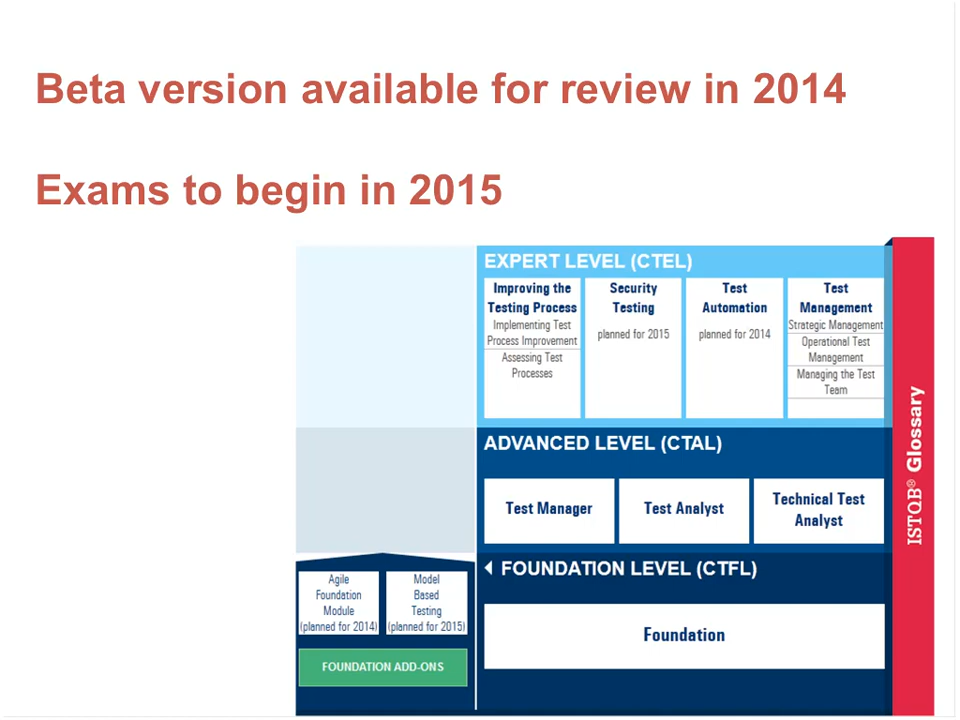 Beta version available for review in 2014
Exams to begin in 2015
EXPERT LEVEL (CTEL)
Improving the
Testing Process
Implementing Test
Process Improvement
Assessing Test
Processes
Security
Testing
planned for 2015
Test
Automation
planned for 2014
Test
Management
Strategic Management
Operational Test
Management
Managing the Test
Team
ADVANCED LEVEL (CTAL)
Test Manager
Test Analyst
Technical Test
Analyst
Agile
Foundation
Module
(planned for 2014)
Model
Based
Testing
(planned for 2015)
FOUNDATION ADD-ONS
FOUNDATION LEVEL (CTFL)
Foundation
ISTQB® Glossary